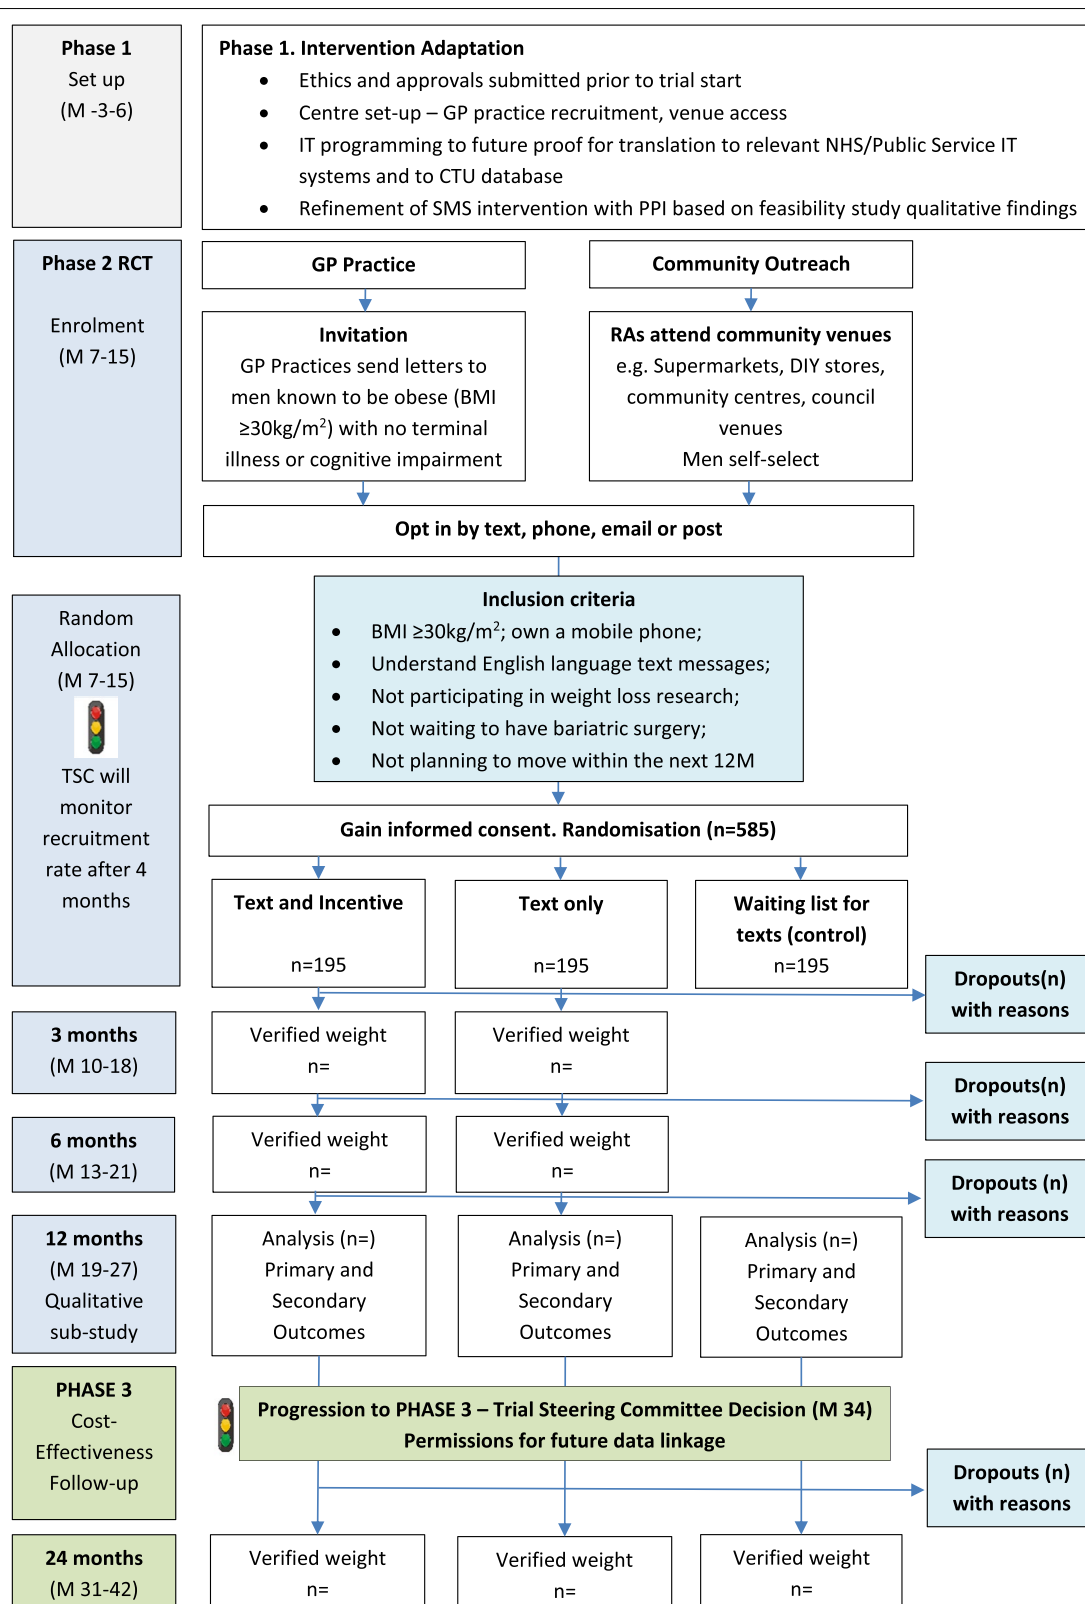 Phase 1
Set up
(M -3-6)
Phase 1. Intervention Adaptation
• Ethics and approvals submitted prior to trial start
• Centre set-up – GP practice recruitment, venue access
• IT programming to future proof for translation to relevant NHS/Public Service IT
systems and to CTU database
• Refinement of SMS intervention with PPI based on feasibility study qualitative findings
Phase 2 RCT
Enrolment
(M 7-15)
GP Practice
Community Outreach
Invitation
GP Practices send letters to
men known to be obese (BMI
≥30kg/m²) with no terminal
illness or cognitive impairment
RAs attend community venues
e.g. Supermarkets, DIY stores,
community centres, council
venues
Men self-select
Opt in by text, phone, email or post
Random
Allocation
(M 7-15)
TSC will
monitor
recruitment
rate after 4
months
Inclusion criteria
• BMI ≥30kg/m²; own a mobile phone;
• Understand English language text messages;
• Not participating in weight loss research;
• Not waiting to have bariatric surgery;
• Not planning to move within the next 12M
Gain informed consent. Randomisation (n=585)
Text and Incentive
n=195
Text only
n=195
Waiting list for
texts (control)
n=195
Dropouts(n)
with reasons
3 months
(M 10-18)
Verified weight
n=
Verified weight
n=
Dropouts(n)
with reasons
6 months
(M 13-21)
Verified weight
n=
Verified weight
n=
Dropouts (n)
with reasons
12 months
(M 19-27)
Qualitative
sub-study
Analysis (n=)
Primary and
Secondary
Outcomes
Analysis (n=)
Primary and
Secondary
Outcomes
Analysis (n=)
Primary and
Secondary
Outcomes
PHASE 3
Cost-
Effectiveness
Follow-up
Progression to PHASE 3 – Trial Steering Committee Decision (M 34)
Permissions for future data linkage
Dropouts (n)
with reasons
24 months
(M 31-42)
Verified weight
n=
Verified weight
n=
Verified weight
n=